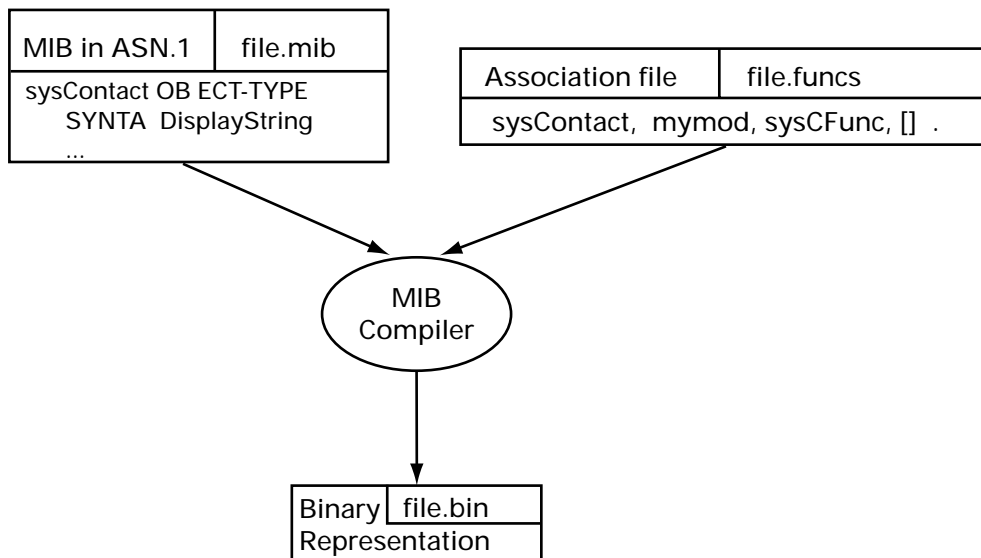 MIB in ASN.1 file.mib
sysContact OB ECT-TYPE
SYNTA DisplayString
...
Association file file.funcs
sysContact, mymod, sysCFunc, [] .
MIB
Compiler
Binary file.bin
Representation